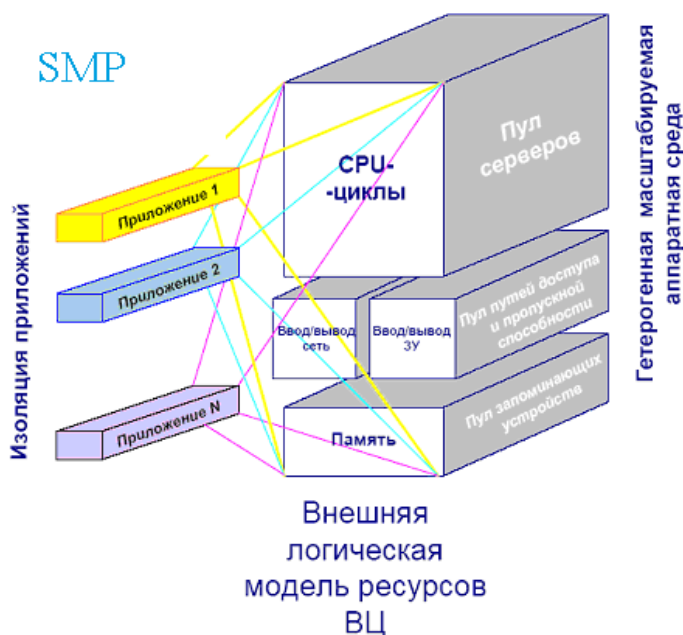 SMP
Изоляция приложений
Приложение 1
Приложение 2
Приложение N
CPU-
-циклы
Пул
серверов
Ввод/вывод
сеть
Ввод/вывод
ЗУ
Пул путей доступа
и пропускной
способности
Память
Пул запоминающих
устройств
Гетерогенная масштабируемая
аппаратная среда
Внешняя
логическая
модель ресурсов
ВЦ